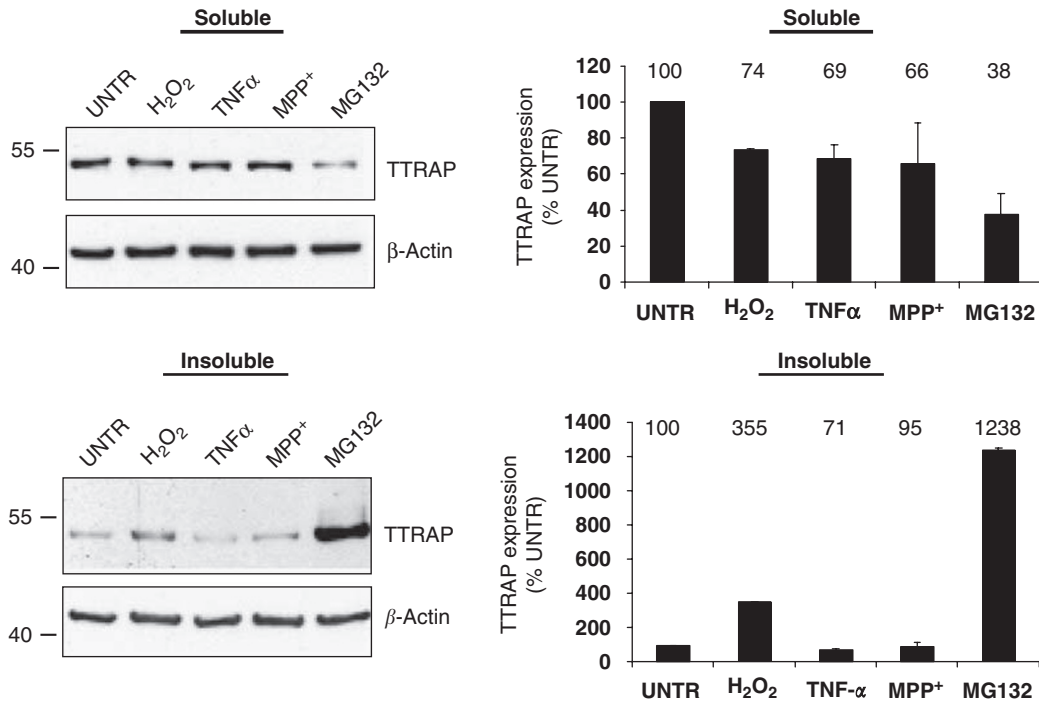 Soluble
UNTR H₂O₂ TNFα MPP⁺ MG132
55
TTRAP
40
β-Actin
Soluble
TTRAP expression
(% UNTR)
100 74 69 66 38
120
100
80
60
40
20
0
UNTR H₂O₂ TNFα MPP⁺ MG132
Insoluble
UNTR H₂O₂ TNFα MPP⁺ MG132
55
TTRAP
40
β-Actin
Insoluble
TTRAP expression
(% UNTR)
100 355 71 95 1238
1400
1200
1000
800
600
400
200
0
UNTR H₂O₂ TNF-α MPP⁺ MG132